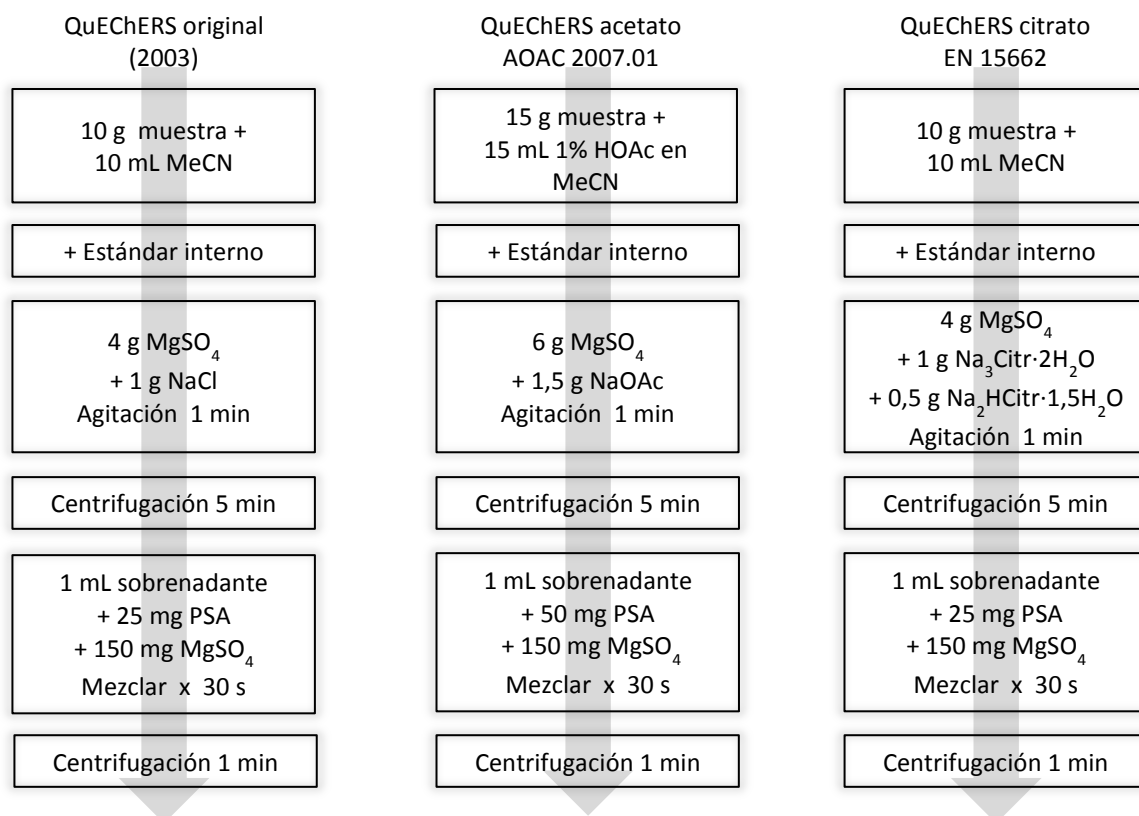 QuEChERS original
(2003)
10 g muestra +
10 mL MeCN
+ Estándar interno
4 g MgSO₄
+ 1 g NaCl
Agitación 1 min
Centrifugación 5 min
1 mL sobrenadante
+ 25 mg PSA
+ 150 mg MgSO₄
Mezclar x 30 s
Centrifugación 1 min
QuEChERS acetato
AOAC 2007.01
15 g muestra +
15 mL 1% HOAc en
MeCN
+ Estándar interno
6 g MgSO₄
+ 1,5 g NaOAc
Agitación 1 min
Centrifugación 5 min
1 mL sobrenadante
+ 50 mg PSA
+ 150 mg MgSO₄
Mezclar x 30 s
Centrifugación 1 min
QuEChERS citrato
EN 15662
10 g muestra +
10 mL MeCN
+ Estándar interno
4 g MgSO₄
+ 1 g Na₃Citr·2H₂O
+ 0,5 g Na₂HCitr·1,5H₂O
Agitación 1 min
Centrifugación 5 min
1 mL sobrenadante
+ 25 mg PSA
+ 150 mg MgSO₄
Mezclar x 30 s
Centrifugación 1 min